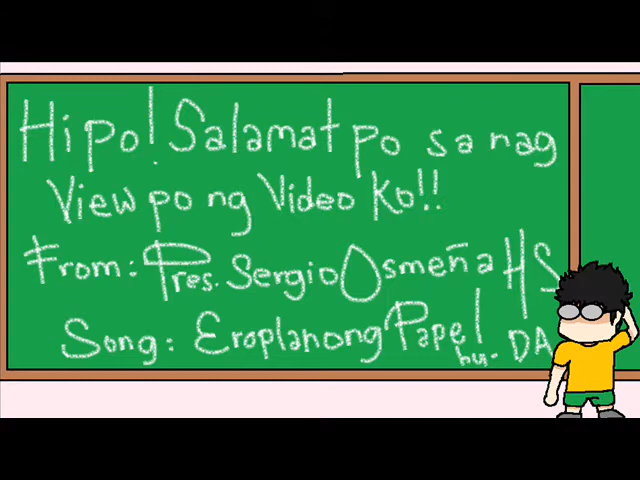 Hi po! Salamat po sa nag
View po ng Video Ko!!
From: Pres. Sergio Osmeña HS
Song: Eroplanong Papel
DA